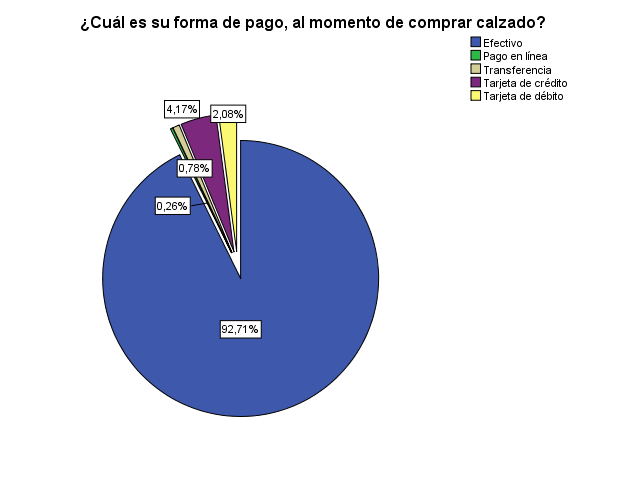 ¿Cuál es su forma de pago, al momento de comprar calzado?
Efectivo
Pago en línea
Transferencia
Tarjeta de crédito
Tarjeta de débito
4,17%
2,08%
0,78%
0,26%
92,71%